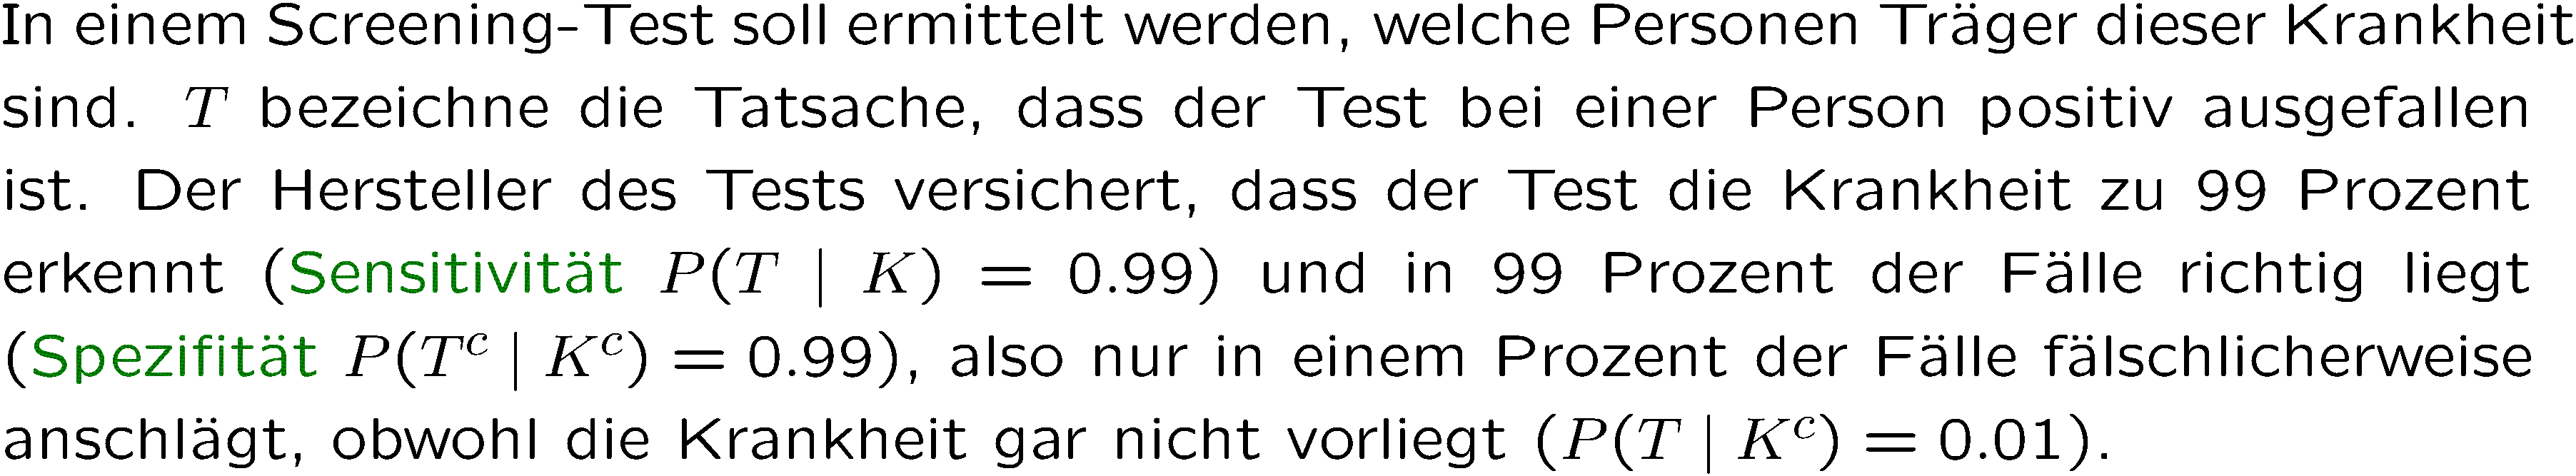 In einem Screening-Test soll ermittelt werden, welche Personen Träger dieser Krankheit
sind. T bezeichne die Tatsache, dass der Test bei einer Person positiv ausgefallen
ist. Der Hersteller des Tests versichert, dass der Test die Krankheit zu 99 Prozent
erkennt (Sensitivität P(T | K) = 0.99) und in 99 Prozent der Fälle richtig liegt
(Spezifität P(T^c | K^c) = 0.99), also nur in einem Prozent der Fälle fälschlicherweise
anschlägt, obwohl die Krankheit gar nicht vorliegt (P(T | K^c) = 0.01).